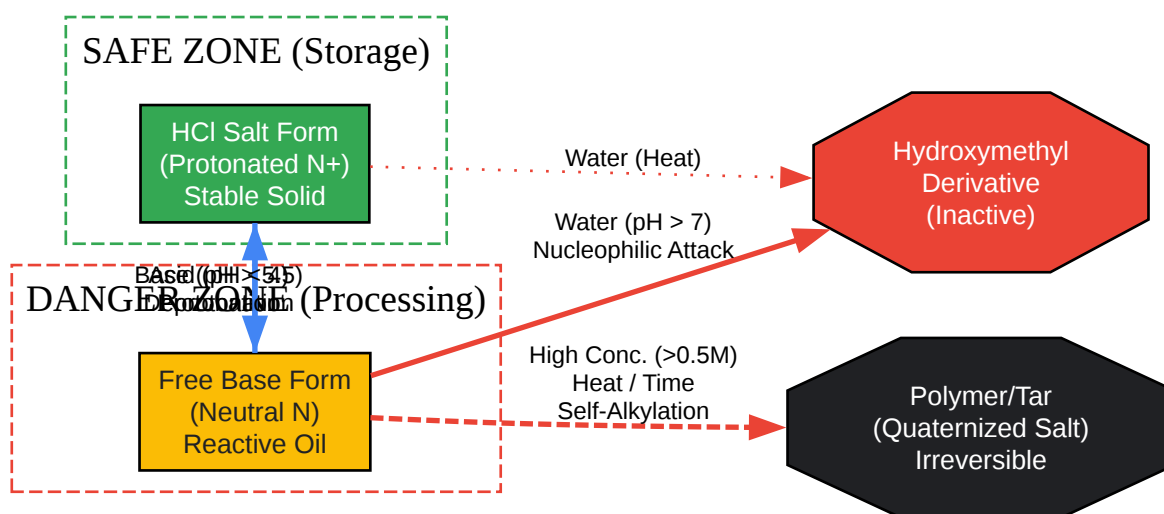 SAFE ZONE (Storage)
HCl Salt Form
(Protonated N+)
Stable Solid
Water (Heat)
Hydroxymethyl
Derivative
(Inactive)
Water (pH > 7)
Nucleophilic Attack
DANGER ZONE (Processing)
Free Base Form
(Neutral N)
Reactive Oil
High Conc. (>0.5M)
Heat / Time
Self-Alkylation
Polymer/Tar
(Quaternized Salt)
Irreversible